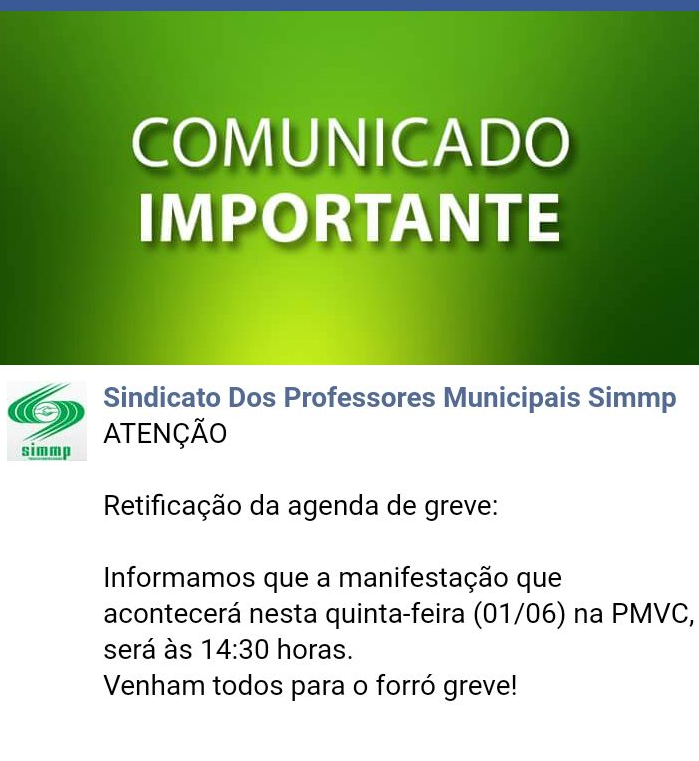 COMUNICADO
IMPORTANTE
simmp
Sindicato Dos Professores Municipais Simmp
ATENÇÃO
Retificação da agenda de greve:
Informamos que a manifestação que
acontecerá nesta quinta-feira (01/06) na PMVC,
será às 14:30 horas.
Venham todos para o forró greve!